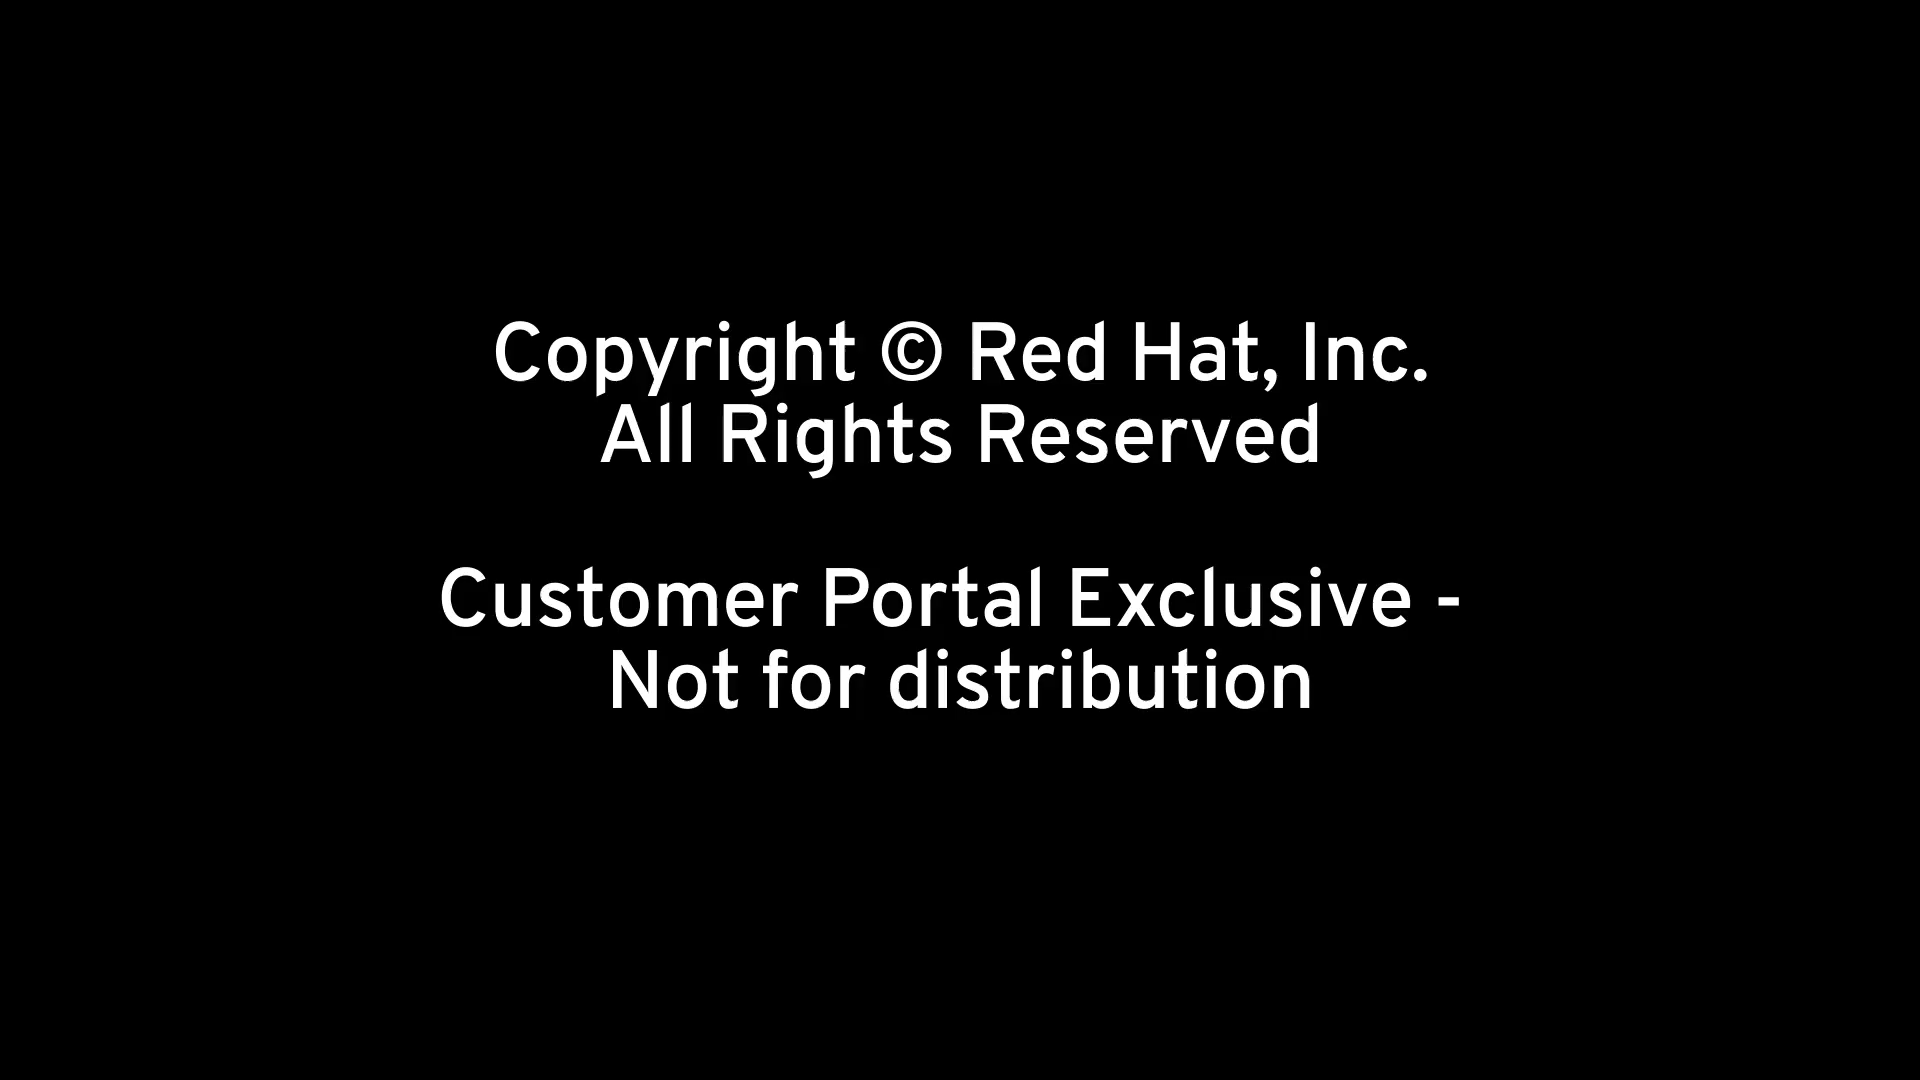 Copyright © Red Hat, Inc.
All Rights Reserved
Customer Portal Exclusive -
Not for distribution